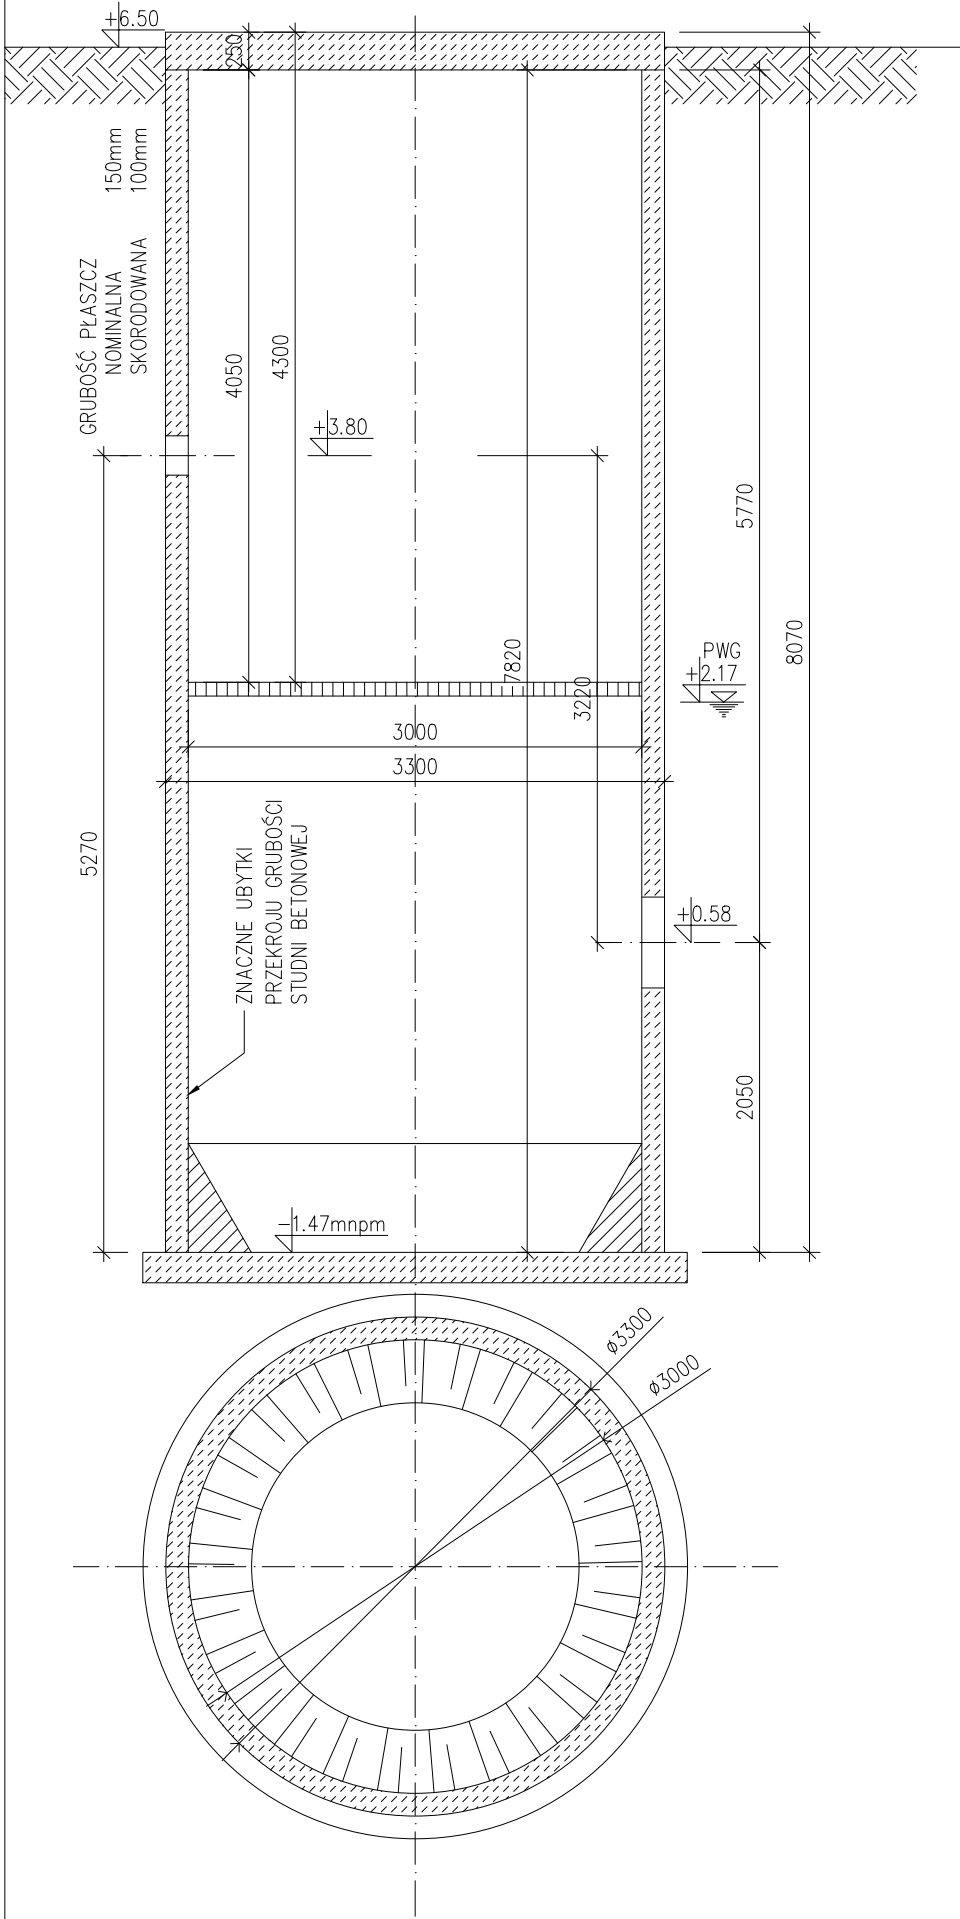 +6.50
250
150mm
100mm
GRUBOŚĆ PŁASZCZ
NOMINALNA
SKORODOWANA
4050
4300
+3.80
5770
8070
7820
3220
PWG
+2.17
3000
3300
5270
ZNACZNE UBYTKI
PRZEKROJU GRUBOŚCI
STUDNI BETONOWEJ
+0.58
2050
-1.47mnpm
ø3300
ø3000